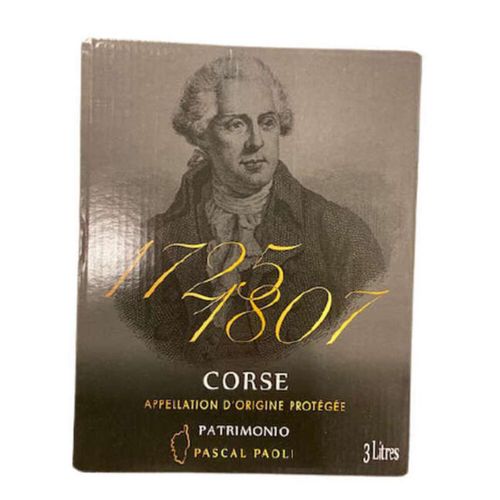 1725
1807
CORSE
APPELLATION D'ORIGINE PROTÉGÉE
PATRIMONIO
PASCAL PAOLI
3 Litres